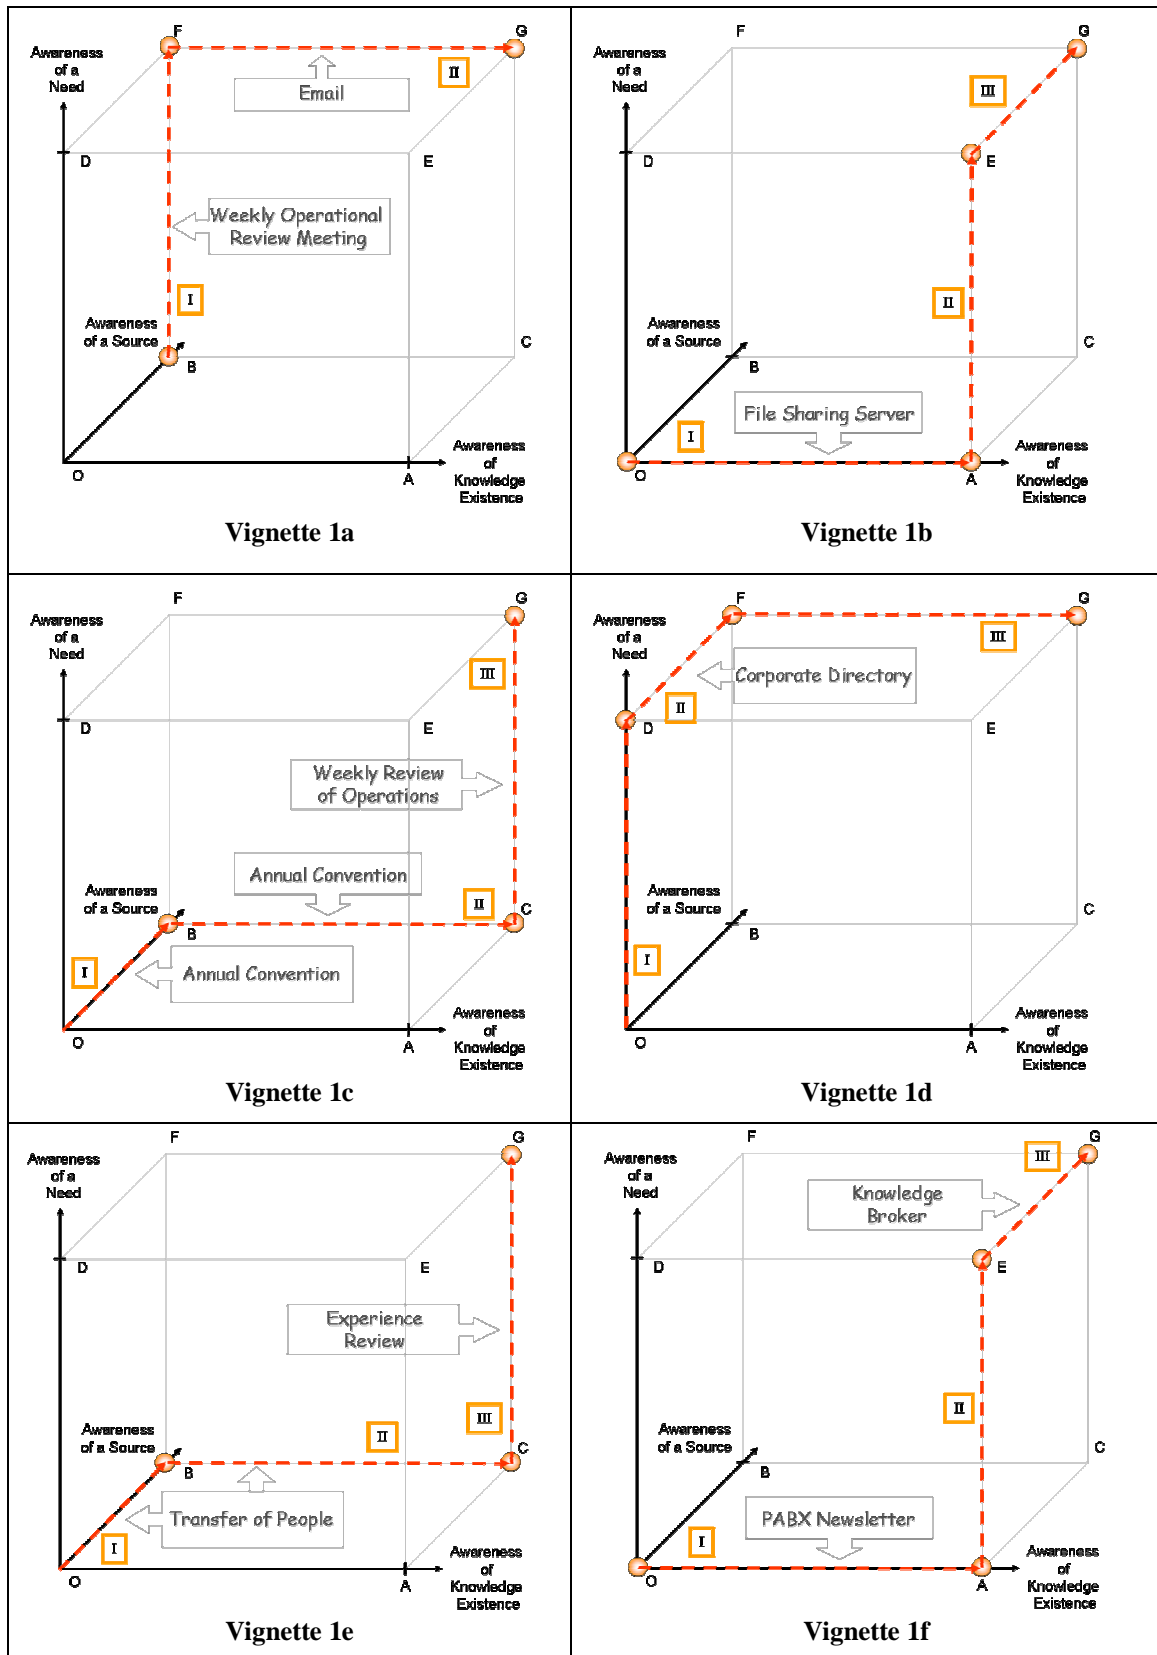 F
G
Awareness
of a
Need
II
Email
D
E
Weekly Operational
Review Meeting
I
Awareness
of a Source
B
C
O
A
Awareness
of
Knowledge
Existence
Vignette 1a
F
G
Awareness
of a
Need
III
D
E
II
Awareness
of a Source
B
C
File Sharing Server
I
O
A
Awareness
of
Knowledge
Existence
Vignette 1b
F
G
Awareness
of a
Need
III
D
E
Weekly Review
of Operations
Annual Convention
Awareness
of a Source
II
B
C
I
Annual Convention
O
A
Awareness
of
Knowledge
Existence
Vignette 1c
F
G
Awareness
of a
Need
III
Corporate Directory
II
D
E
Awareness
of a Source
B
C
I
O
A
Awareness
of
Knowledge
Existence
Vignette 1d
F
G
Awareness
of a
Need
D
E
Experience
Review
III
II
Awareness
of a Source
B
C
Transfer of People
I
O
A
Awareness
of
Knowledge
Existence
Vignette 1e
F
G
Awareness
of a
Need
III
Knowledge
Broker
D
E
II
Awareness
of a Source
B
C
PABX Newsletter
I
O
A
Awareness
of
Knowledge
Existence
Vignette 1f